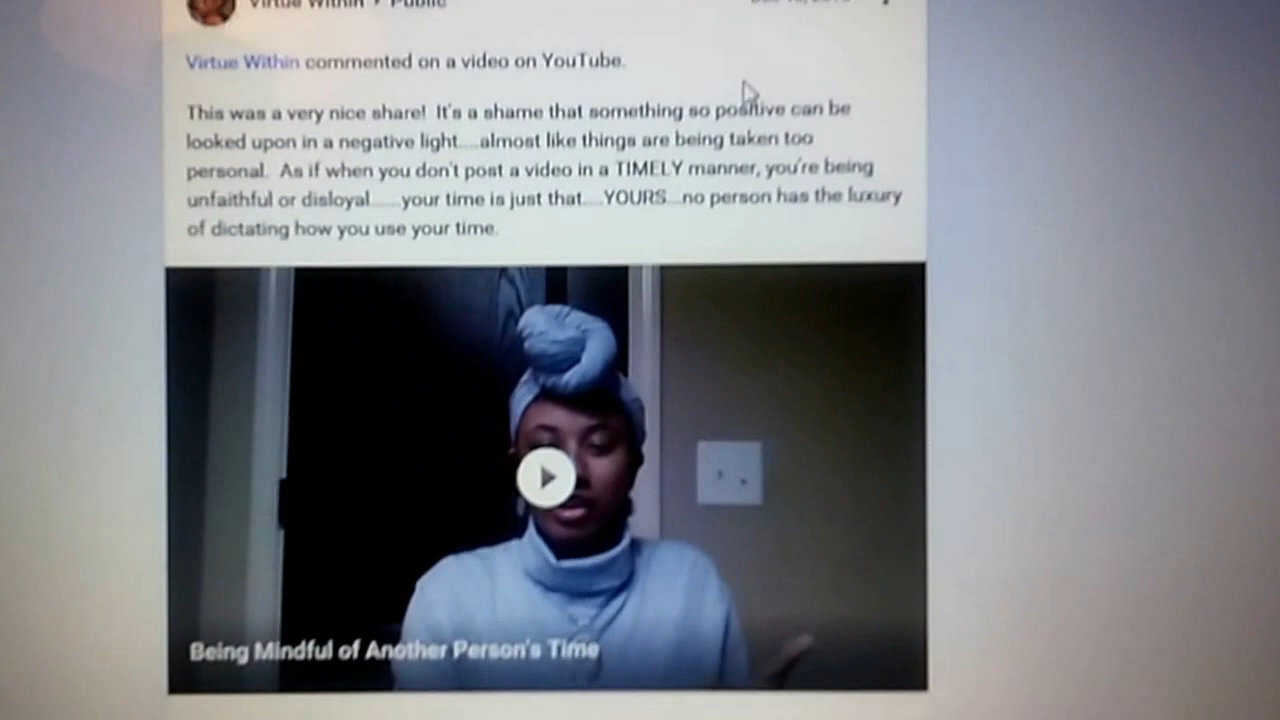 Virtue Within • Public
Virtue Within commented on a video on YouTube.
This was a very nice share! It's a shame that something so positive can be
looked upon in a negative light....almost like things are being taken too
personal. As if when you don't post a video in a TIMELY manner, you're being
unfaithful or disloyal......your time is just that....YOURS...no person has the luxury
of dictating how you use your time.
Being Mindful of Another Person's Time